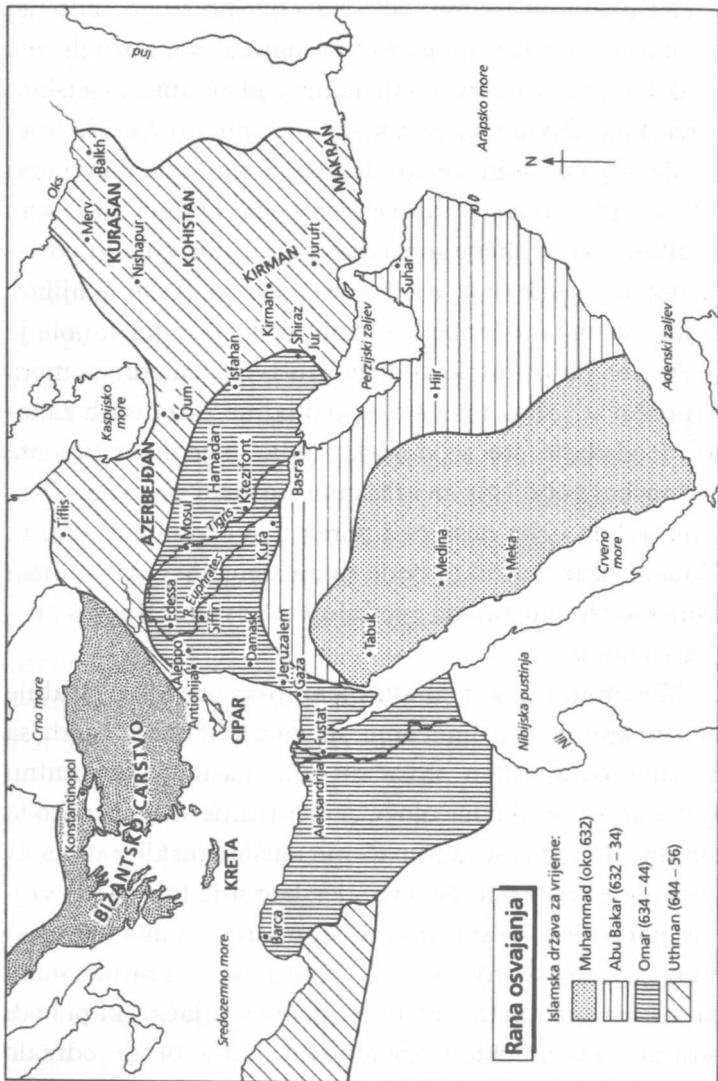 Rana osvajanja
Islamska država za vrijeme:
Muhammad (oko 632)
Abu Bakar (632 – 34)
Omar (634 – 44)
Uthman (644 – 56)
Crno more
Konstantinopol
BIZANTSKO CARSTVO
KRETA
CIPAR
Sredozemno more
Barca
Aleksandrija
Fustat
Nibijska pustinja
Nil
Kaspijsko
more
Tiflis
AZERBEJDAN
Edessa
Mosul
Aleppo
Antiohija
Siffin
R. Euphrates
Tigris
Hamadan
Ktezifont
Damask
Kufa
Basra
Jeruzalem
Gaza
Qum
Isfahan
Shiraz
Jur
Oks
Merv
Balkh
KURASAN
Nishapur
KOHISTAN
KIRMAN
Kirman
Juruft
MAKRAN
Perzijski zaljev
Suhar
Hijr
Tabuk
Medina
Meka
Crveno
more
Adenski zaljev
Arapsko more
N